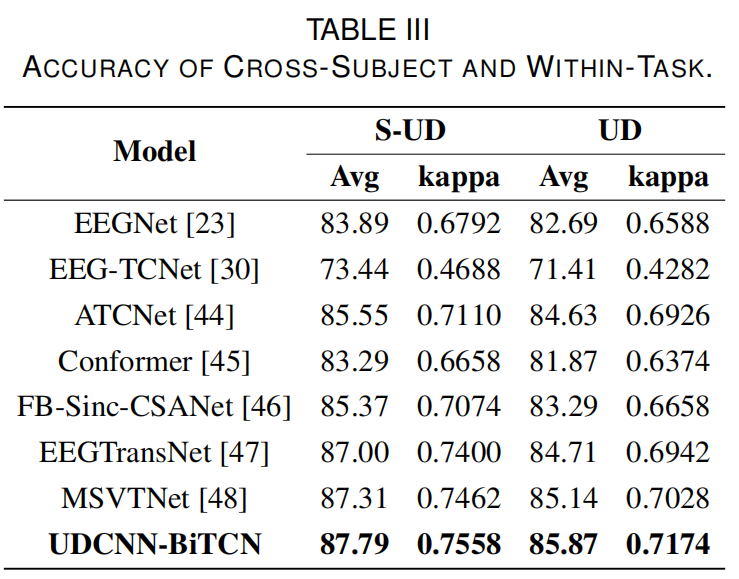 TABLE III
ACCURACY OF CROSS-SUBJECT AND WITHIN-TASK.
Model S-UD UD
Avg kappa Avg kappa
EEGNet [23] 83.89 0.6792 82.69 0.6588
EEG-TCNet [30] 73.44 0.4688 71.41 0.4282
ATCNet [44] 85.55 0.7110 84.63 0.6926
Conformer [45] 83.29 0.6658 81.87 0.6374
FB-Sinc-CSANet [46] 85.37 0.7074 83.29 0.6658
EEGTransNet [47] 87.00 0.7400 84.71 0.6942
MSVTNet [48] 87.31 0.7462 85.14 0.7028
UDCNN-BiTCN 87.79 0.7558 85.87 0.7174